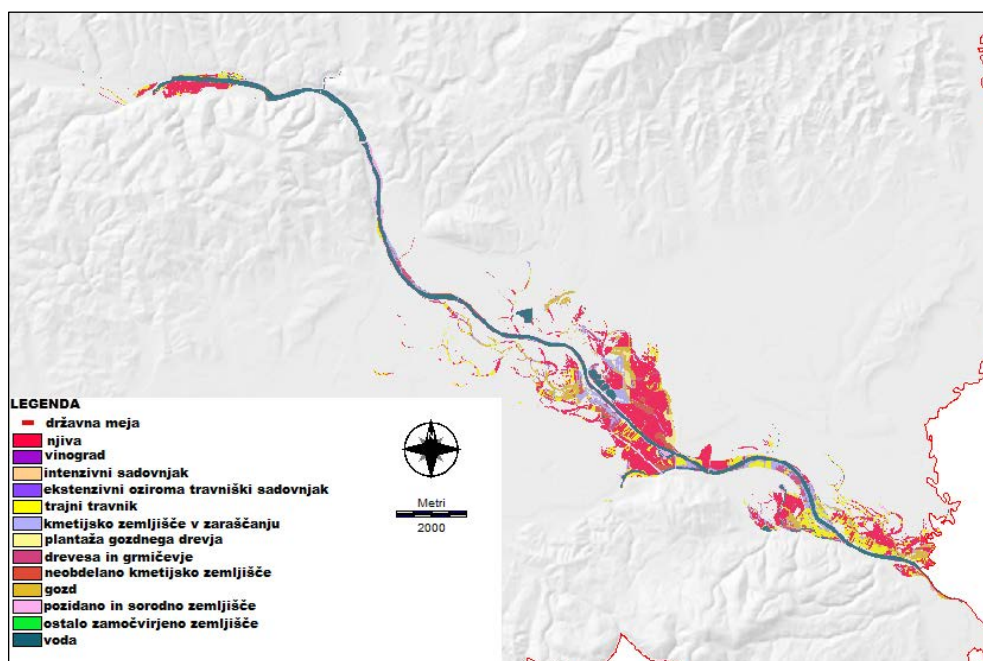 LEGENDA
državna meja
njiva
vinograd
intenzivni sadovnjak
ekstenzivni oziroma travniški sadovnjak
trajni travnik
kmetijsko zemljišče v zaraščanju
plantaža gozdnega drevja
drevesa in grmičevje
neobdelano kmetijsko zemljišče
gozd
pozidano in sorodno zemljišče
ostalo zamočvirjeno zemljišče
voda
N
Metri
2000